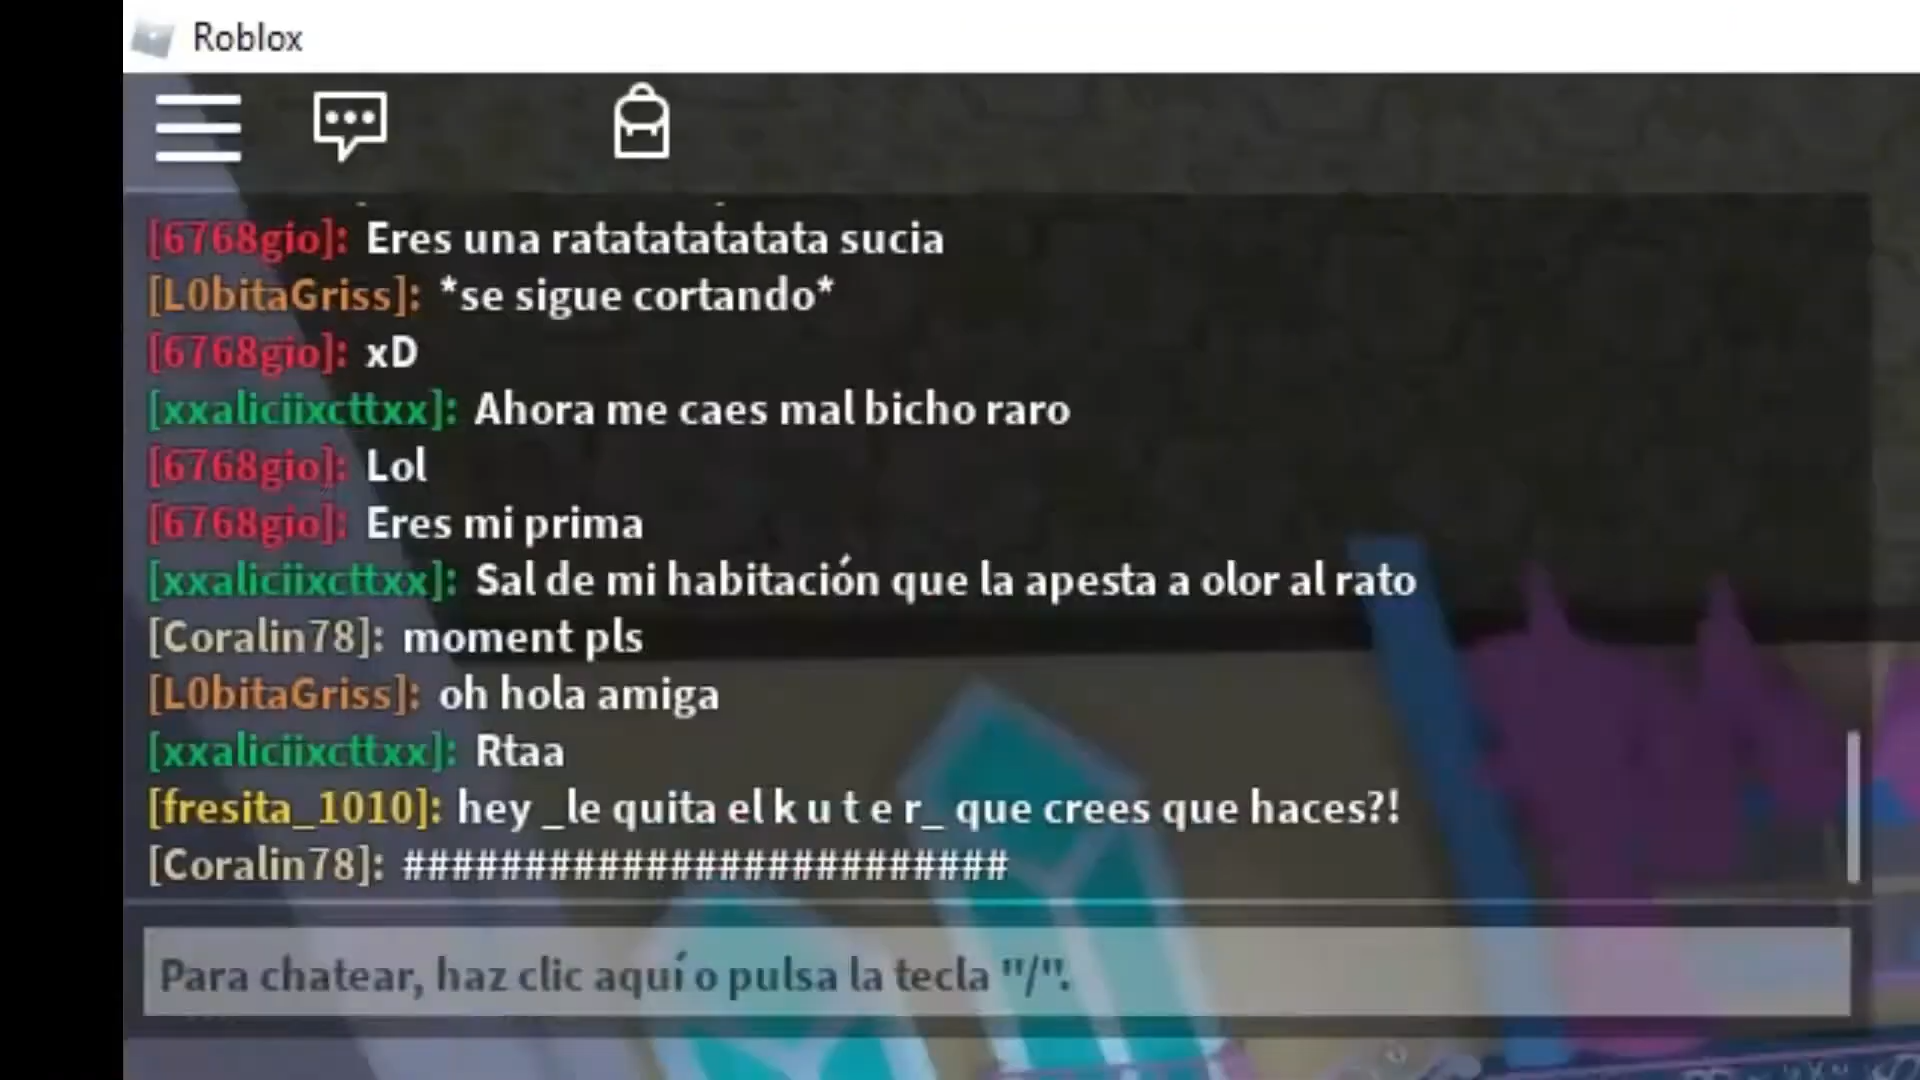 Roblox
[6768gio]: Eres una ratatatatatata sucia
[L0bitaGriss]: *se sigue cortando*
[6768gio]: xD
[xxaliciixcttxx]: Ahora me caes mal bicho raro
[6768gio]: Lol
[6768gio]: Eres mi prima
[xxaliciixcttxx]: Sal de mi habitación que la apesta a olor al rato
[Coralin78]: moment pls
[L0bitaGriss]: oh hola amiga
[xxaliciixcttxx]: Rtaa
[fresita_1010]: hey _le quita el k u t e r_ que crees que haces?!
[Coralin78]: #########################
Para chatear, haz clic aquí o pulsa la tecla "/".